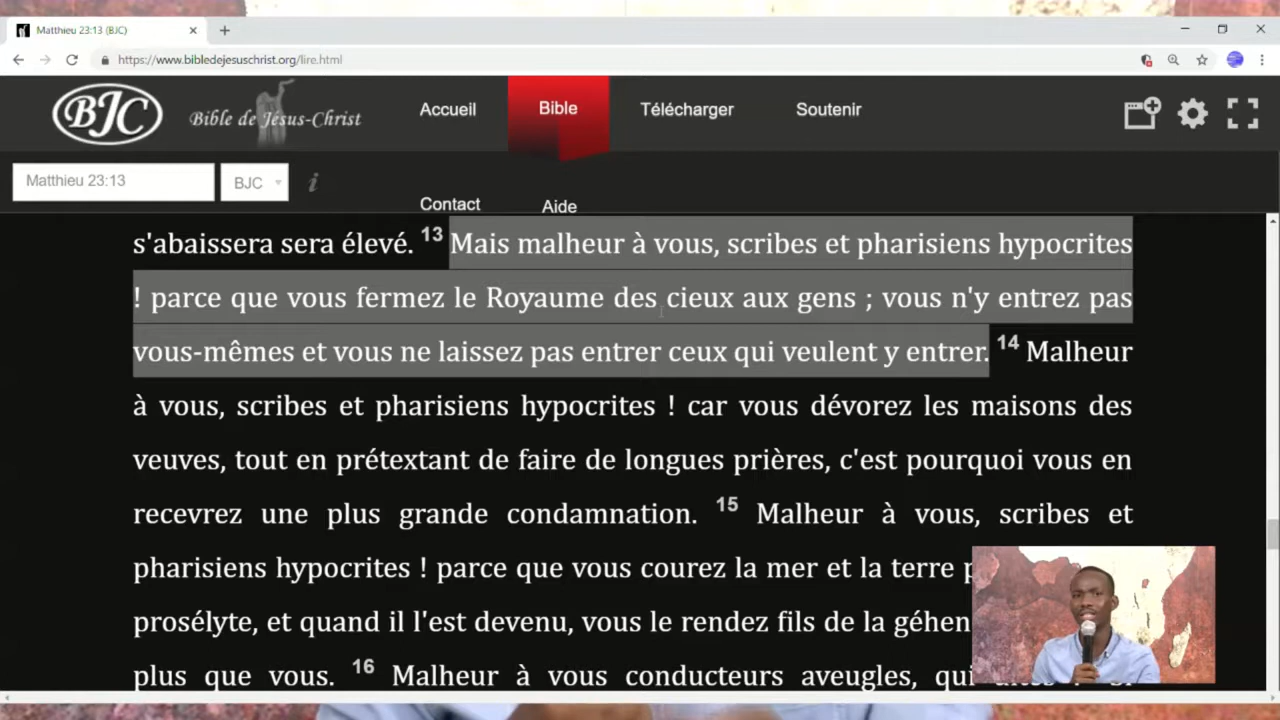 Matthieu 23:13 (BJC)
https://www.bibledejesuschrist.org/lire.html
BJC
Bible de Jésus-Christ
Accueil
Bible
Télécharger
Soutenir
Matthieu 23:13
BJC
i
Contact
Aide
s'abaissera sera élevé. 13 Mais malheur à vous, scribes et pharisiens hypocrites
! parce que vous fermez le Royaume des cieux aux gens ; vous n'y entrez pas
vous-mêmes et vous ne laissez pas entrer ceux qui veulent y entrer. 14 Malheur
à vous, scribes et pharisiens hypocrites ! car vous dévorez les maisons des
veuves, tout en prétextant de faire de longues prières, c'est pourquoi vous en
recevrez une plus grande condamnation. 15 Malheur à vous, scribes et
pharisiens hypocrites ! parce que vous courez la mer et la terre
prosélyte, et quand il l'est devenu, vous le rendez fils de la
plus que vous. 16 Malheur à vous conducteurs aveugles, qui